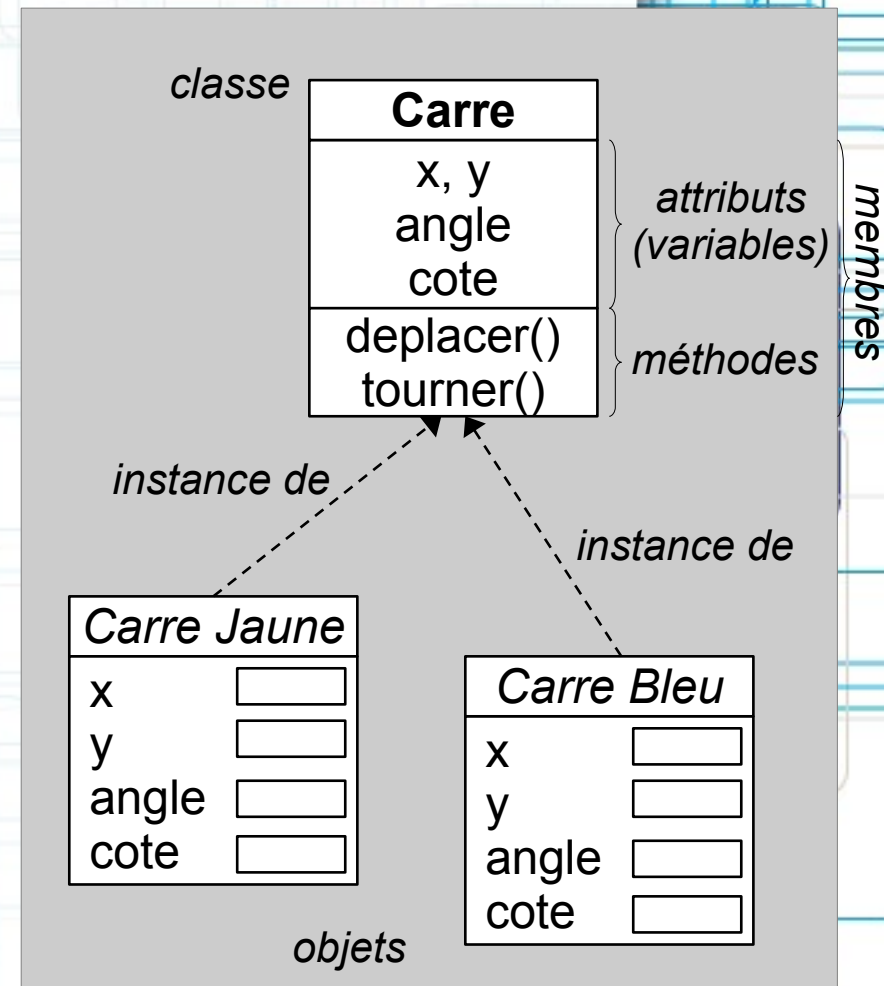 classe
Carre
x, y
angle
cote
attributs
(variables)
membres
deplacer()
tourner()
méthodes
instance de
instance de
Carre Jaune
x
y
angle
cote
Carre Bleu
x
y
angle
cote
objets